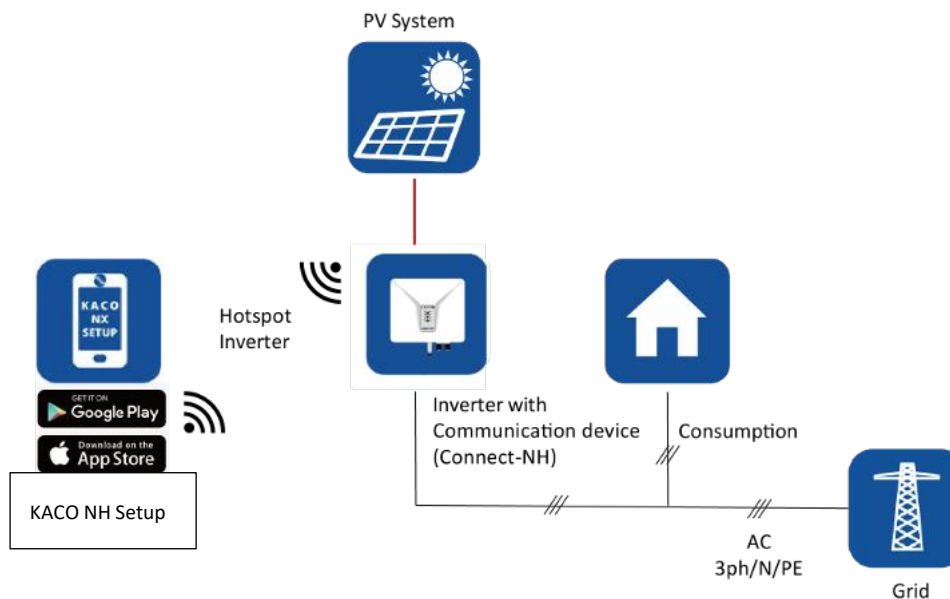 PV System
Hotspot
Inverter
KACO
NX
SETUP
GET IT ON
Google Play
Download on the
App Store
KACO NH Setup
Inverter with
Communication device
(Connect-NH)
Consumption
AC
3ph/N/PE
Grid